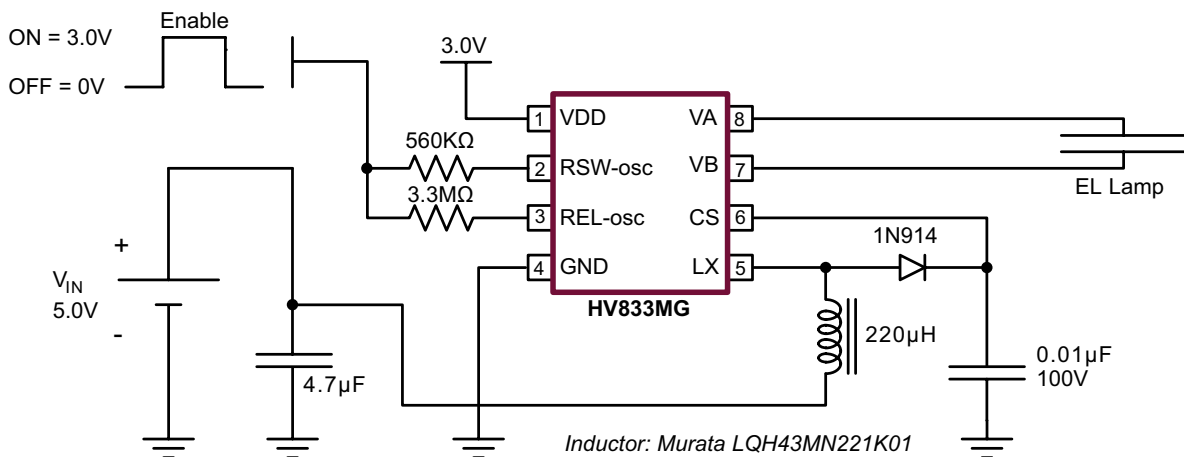 Enable
ON = 3.0V
OFF = 0V
3.0V
1 VDD VA 8
560KΩ
2 RSW-osc VB 7
EL Lamp
3.3MΩ
3 REL-osc CS 6
1N914
4 GND LX 5
HV833MG
+
VIN
5.0V
-
4.7µF
220µH
0.01µF
100V
Inductor: Murata LQH43MN221K01